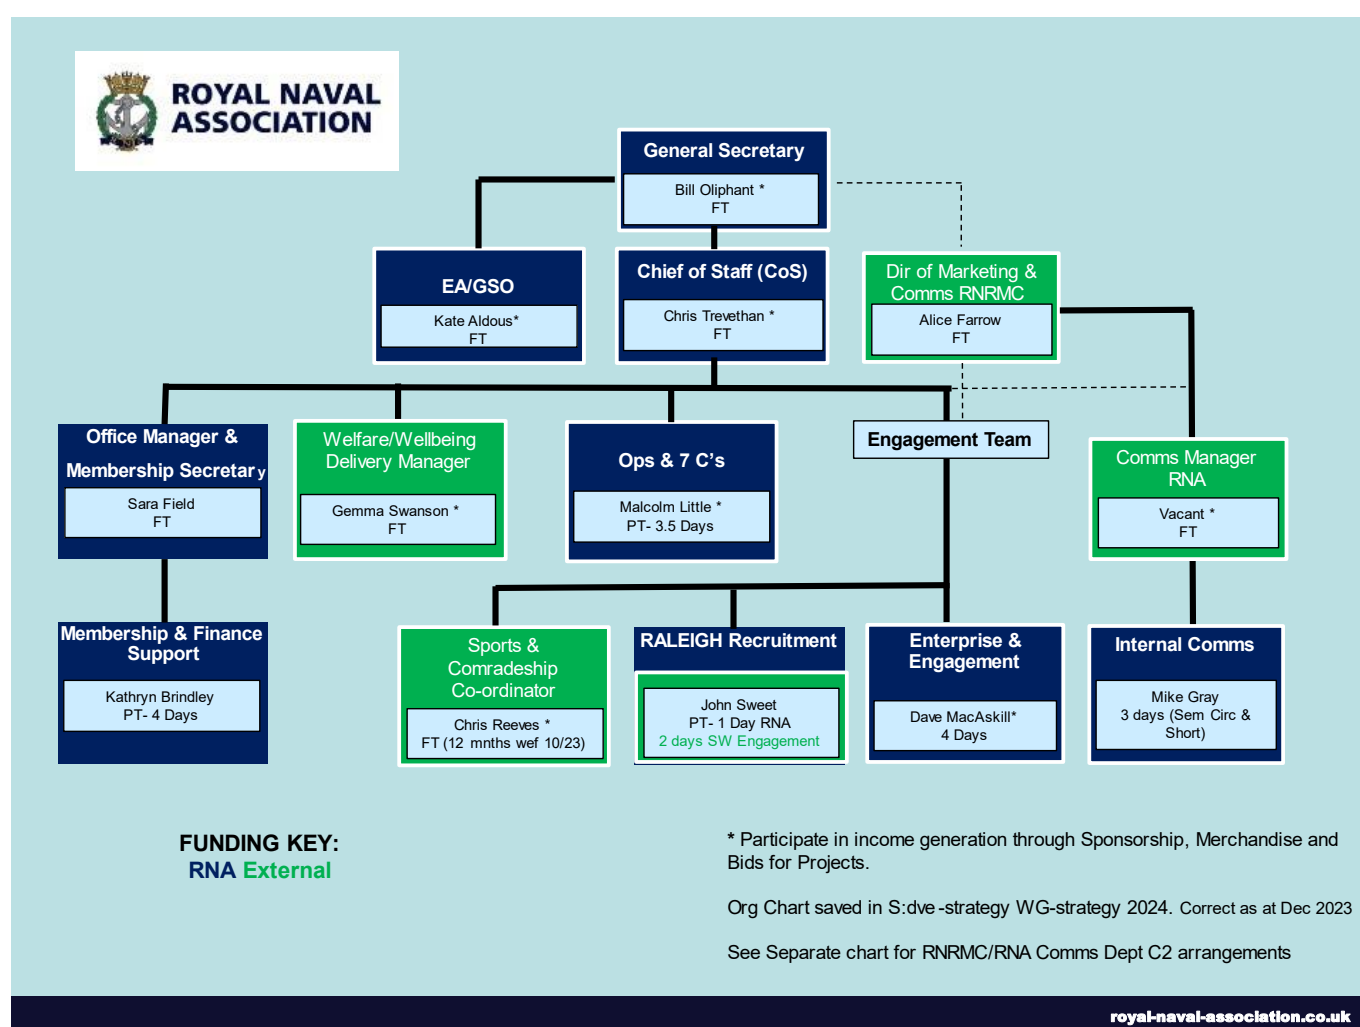 ROYAL NAVAL
ASSOCIATION
General Secretary
Bill Oliphant *
FT
EA/GSO
Kate Aldous*
FT
Chief of Staff (CoS)
Chris Trevethan *
FT
Dir of Marketing &
Comms RNRMC
Alice Farrow
FT
Office Manager &
Membership Secretary
Sara Field
FT
Welfare/Wellbeing
Delivery Manager
Gemma Swanson *
FT
Ops & 7 C's
Malcolm Little *
PT- 3.5 Days
Engagement Team
Comms Manager
RNA
Vacant *
FT
Membership & Finance
Support
Kathryn Brindley
PT- 4 Days
Sports &
Comradeship
Co-ordinator
Chris Reeves *
FT (12 mnths wef 10/23)
RALEIGH Recruitment
John Sweet
PT- 1 Day RNA
2 days SW Engagement
Enterprise &
Engagement
Dave MacAskill*
4 Days
Internal Comms
Mike Gray
3 days (Sem Circ &
Short)
FUNDING KEY:
RNA External
* Participate in income generation through Sponsorship, Merchandise and
Bids for Projects.
Org Chart saved in S:dve-strategy WG-strategy 2024. Correct as at Dec 2023
See Separate chart for RNRMC/RNA Comms Dept C2 arrangements
royal-naval-association.co.uk